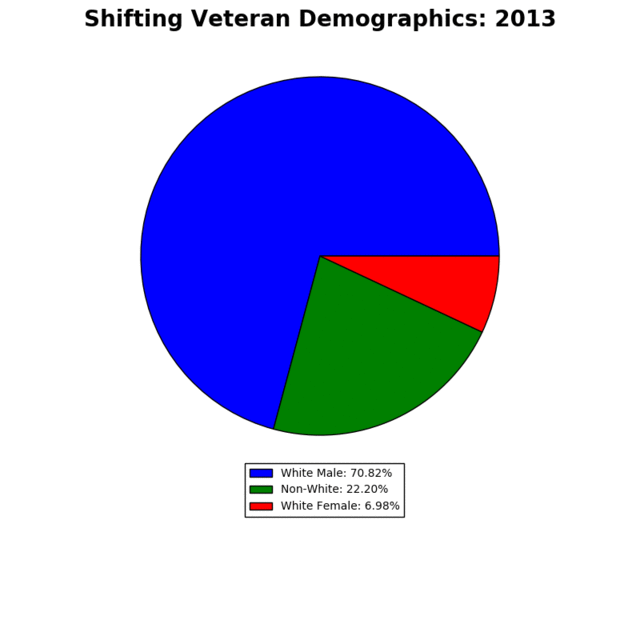 Shifting Veteran Demographics: 2013
White Male: 70.82%
Non-White: 22.20%
White Female: 6.98%